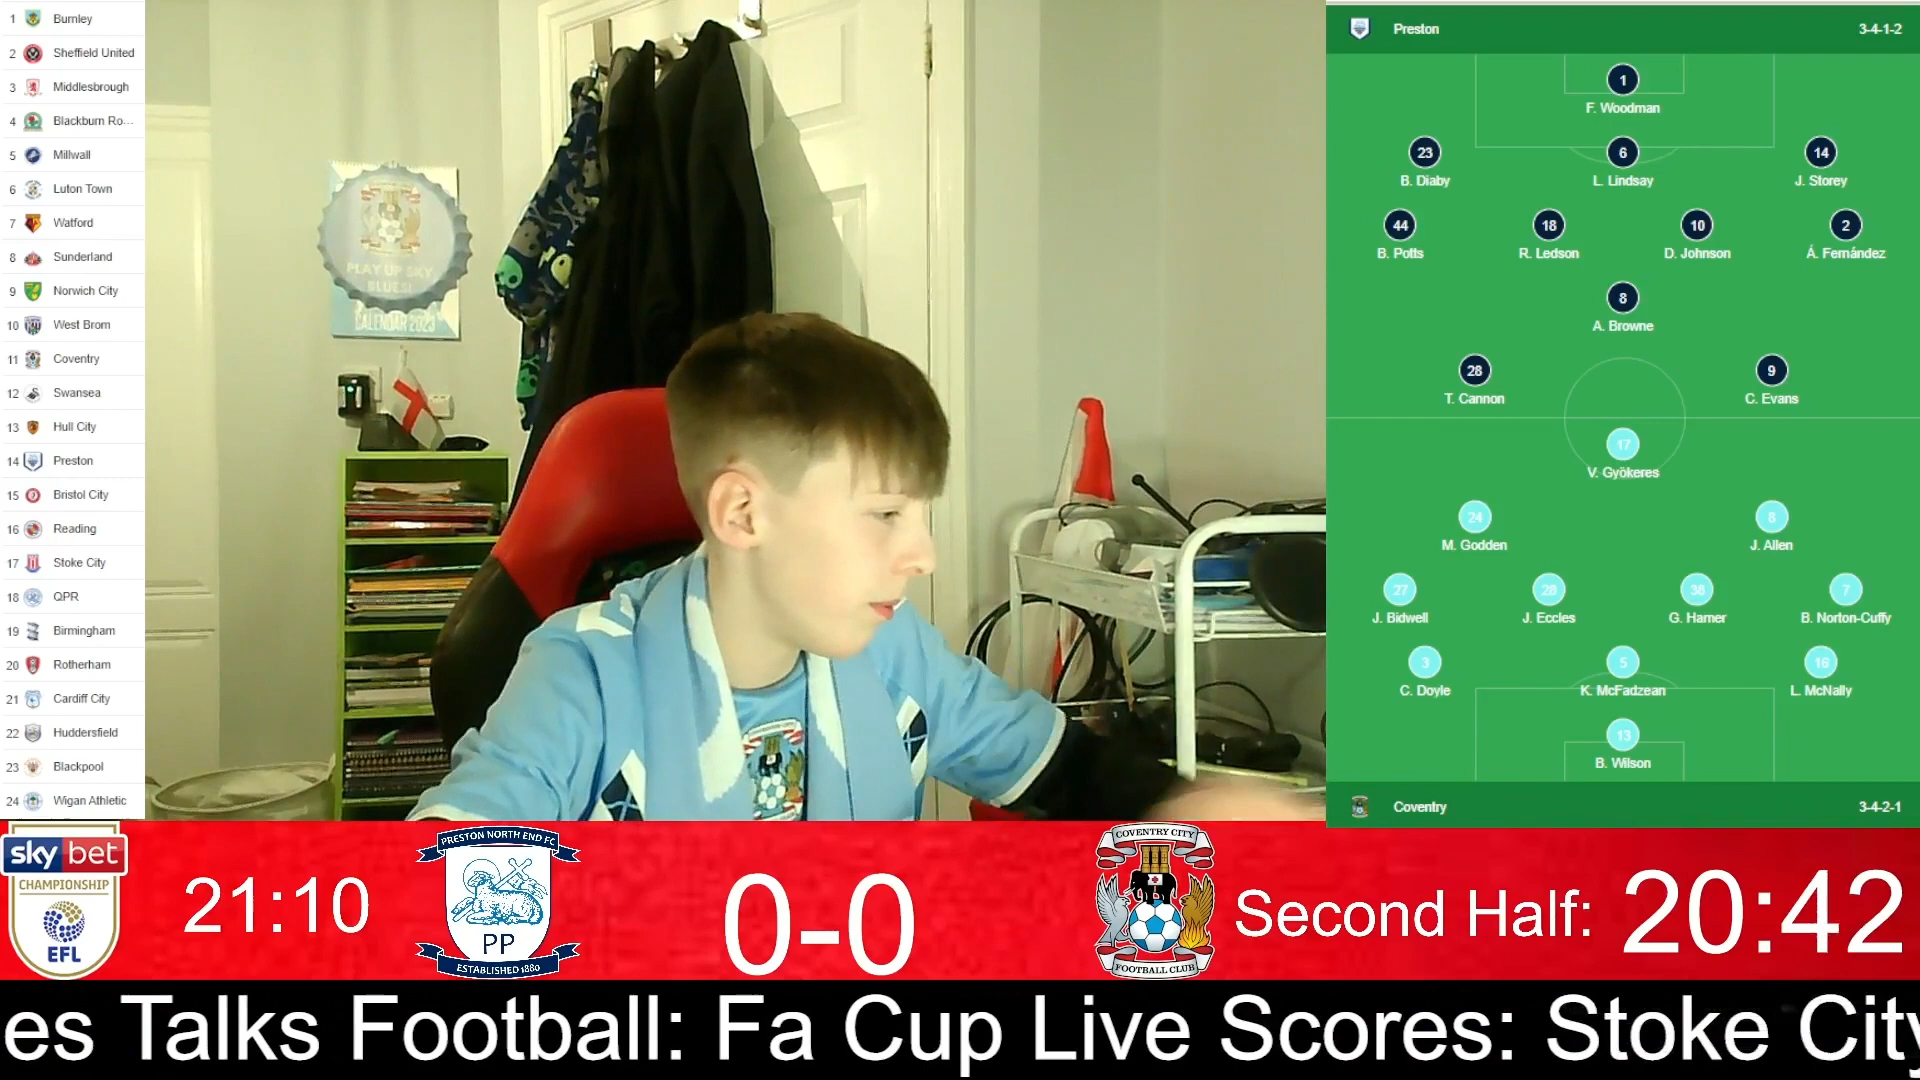 1 Burnley
2 Sheffield United
3 Middlesbrough
4 Blackburn Ro...
5 Millwall
6 Luton Town
7 Watford
8 Sunderland
9 Norwich City
10 West Brom
11 Coventry
12 Swansea
13 Hull City
14 Preston
15 Bristol City
16 Reading
17 Stoke City
18 QPR
19 Birmingham
20 Rotherham
21 Cardiff City
22 Huddersfield
23 Blackpool
24 Wigan Athletic
PLAY UP SKY
BLUES!
CALENDAR 2023
Preston 3-4-1-2
1
F. Woodman
23 6 14
B. Diaby L. Lindsay J. Storey
44 18 10 2
B. Potts R. Ledson D. Johnson Á. Fernández
8
A. Browne
28 9
T. Cannon C. Evans
17
V. Gyökeres
24 8
M. Godden J. Allen
27 28 38 7
J. Bidwell J. Eccles G. Hamer B. Norton-Cuffy
3 5 16
C. Doyle K. McFadzean L. McNally
13
B. Wilson
Coventry 3-4-2-1
sky bet
CHAMPIONSHIP
EFL
21:10
PRESTON NORTH END FC
PP
ESTABLISHED 1880
0-0
COVENTRY CITY
FOOTBALL CLUB
Second Half: 20:42
es Talks Football: Fa Cup Live Scores: Stoke City